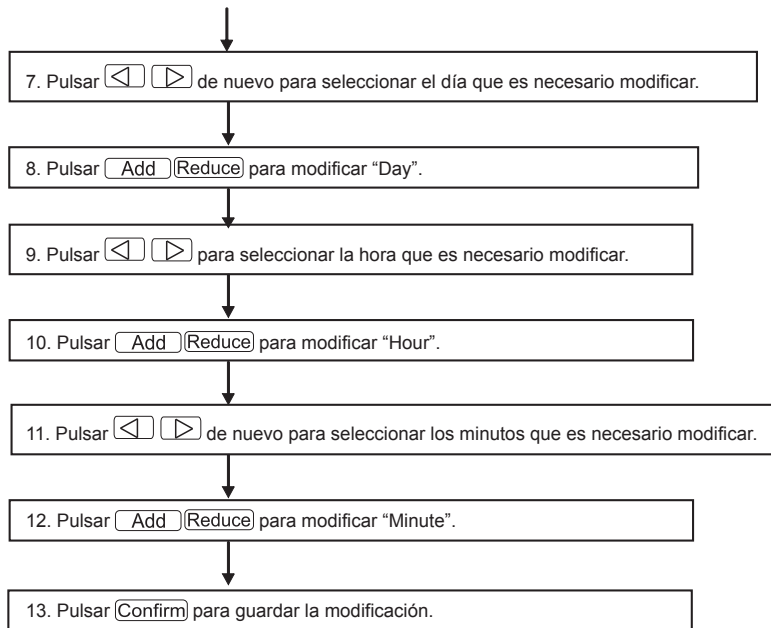 7. Pulsar de nuevo para seleccionar el día que es necesario modificar.
8. Pulsar Add Reduce para modificar “Day”.
9. Pulsar para seleccionar la hora que es necesario modificar.
10. Pulsar Add Reduce para modificar “Hour”.
11. Pulsar de nuevo para seleccionar los minutos que es necesario modificar.
12. Pulsar Add Reduce para modificar “Minute”.
13. Pulsar Confirm para guardar la modificación.